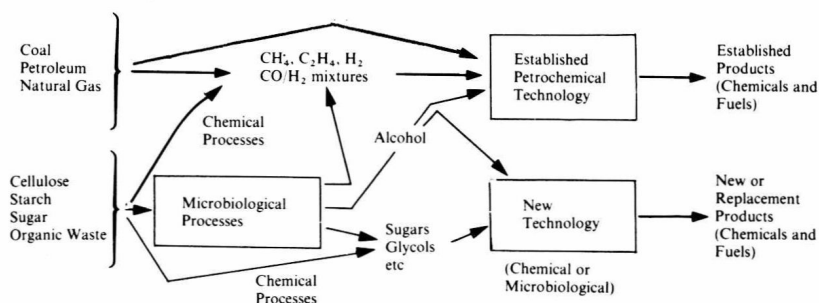 Coal
Petroleum
Natural Gas
CH4, C2H4, H2
CO/H2 mixtures
Established
Petrochemical
Technology
Established
Products
(Chemicals and
Fuels)
Chemical
Processes
Alcohol
Cellulose
Starch
Sugar
Organic Waste
Microbiological
Processes
Sugars
Glycols
etc
New
Technology
New or
Replacement
Products
(Chemicals and
Fuels)
Chemical
Processes
(Chemical or
Microbiological)